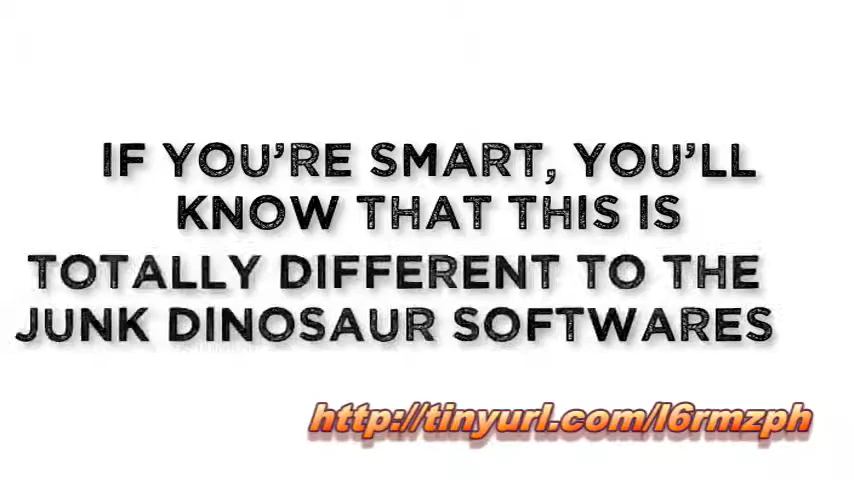 IF YOU'RE SMART, YOU'LL
KNOW THAT THIS IS
TOTALLY DIFFERENT TO THE
JUNK DINOSAUR SOFTWARES
http://tinyurl.com/l6rmzph